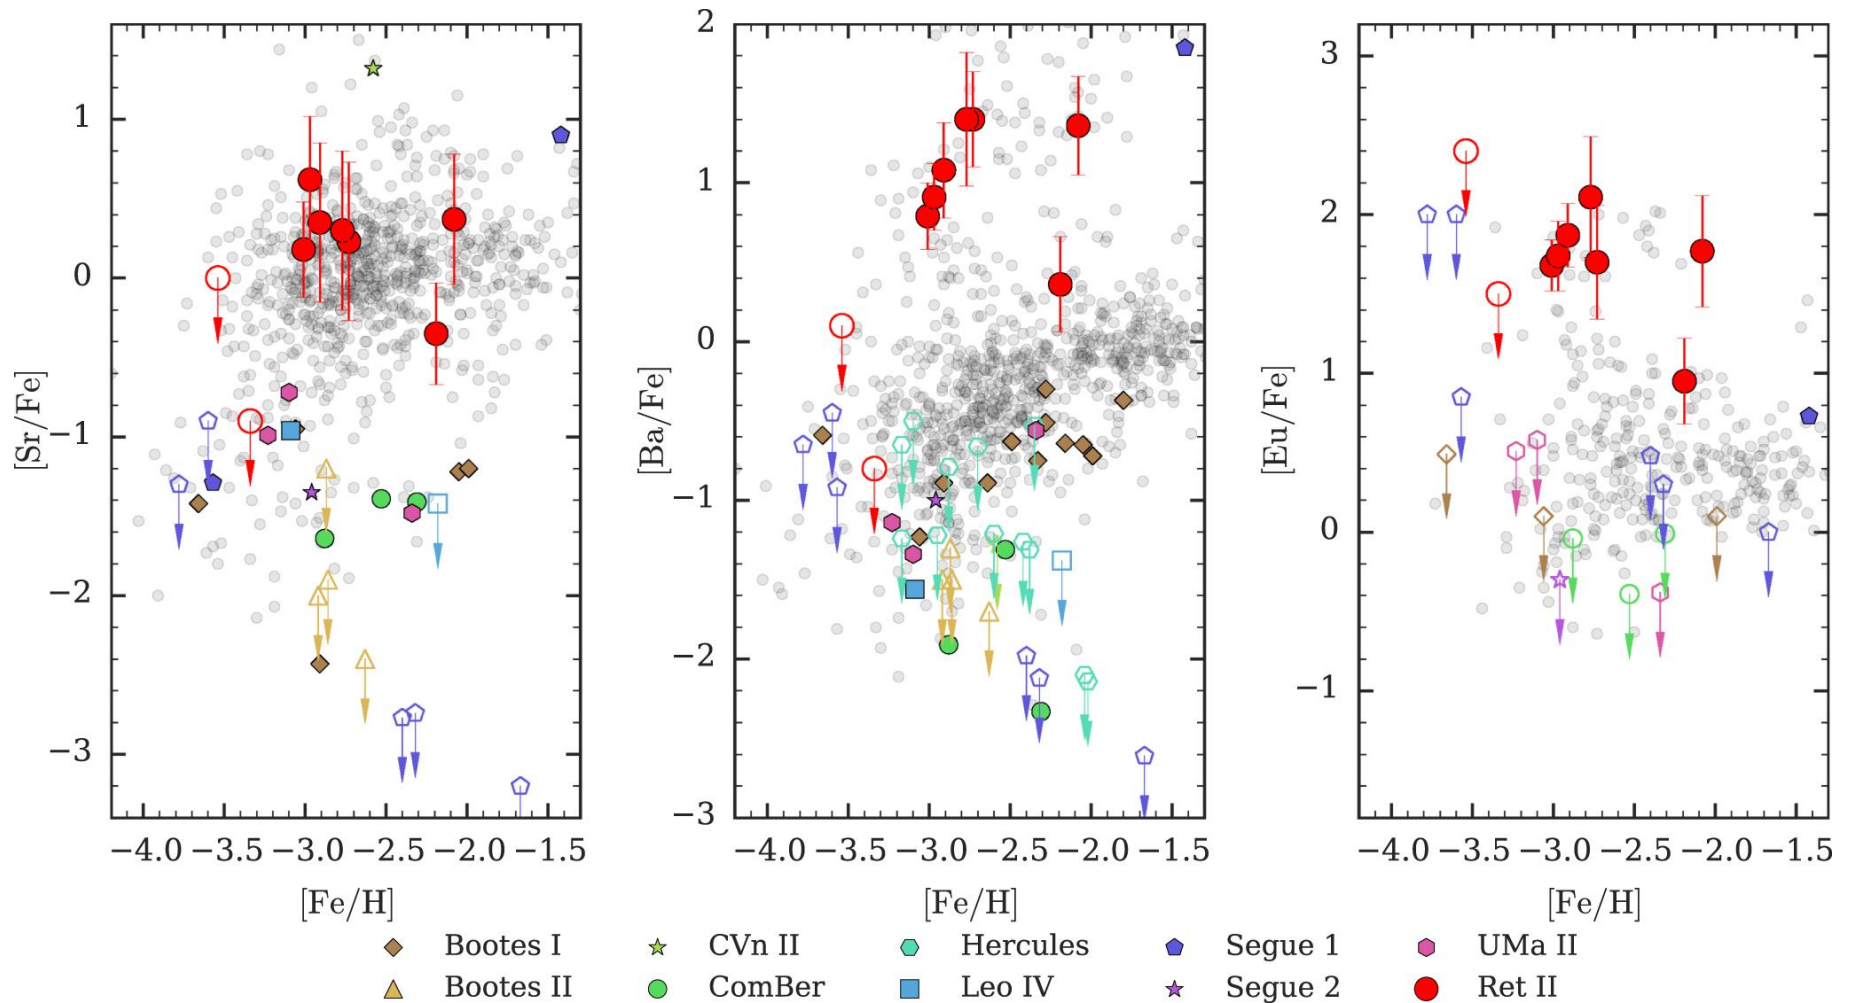 [Sr/Fe]
1
0
−1
−2
−3
−4.0 −3.5 −3.0 −2.5 −2.0 −1.5
[Fe/H]
[Ba/Fe]
2
1
0
−1
−2
−3
−4.0 −3.5 −3.0 −2.5 −2.0 −1.5
[Fe/H]
[Eu/Fe]
3
2
1
0
−1
−4.0 −3.5 −3.0 −2.5 −2.0 −1.5
[Fe/H]
Bootes I CVn II Hercules Segue 1 UMa II
Bootes II ComBer Leo IV Segue 2 Ret II